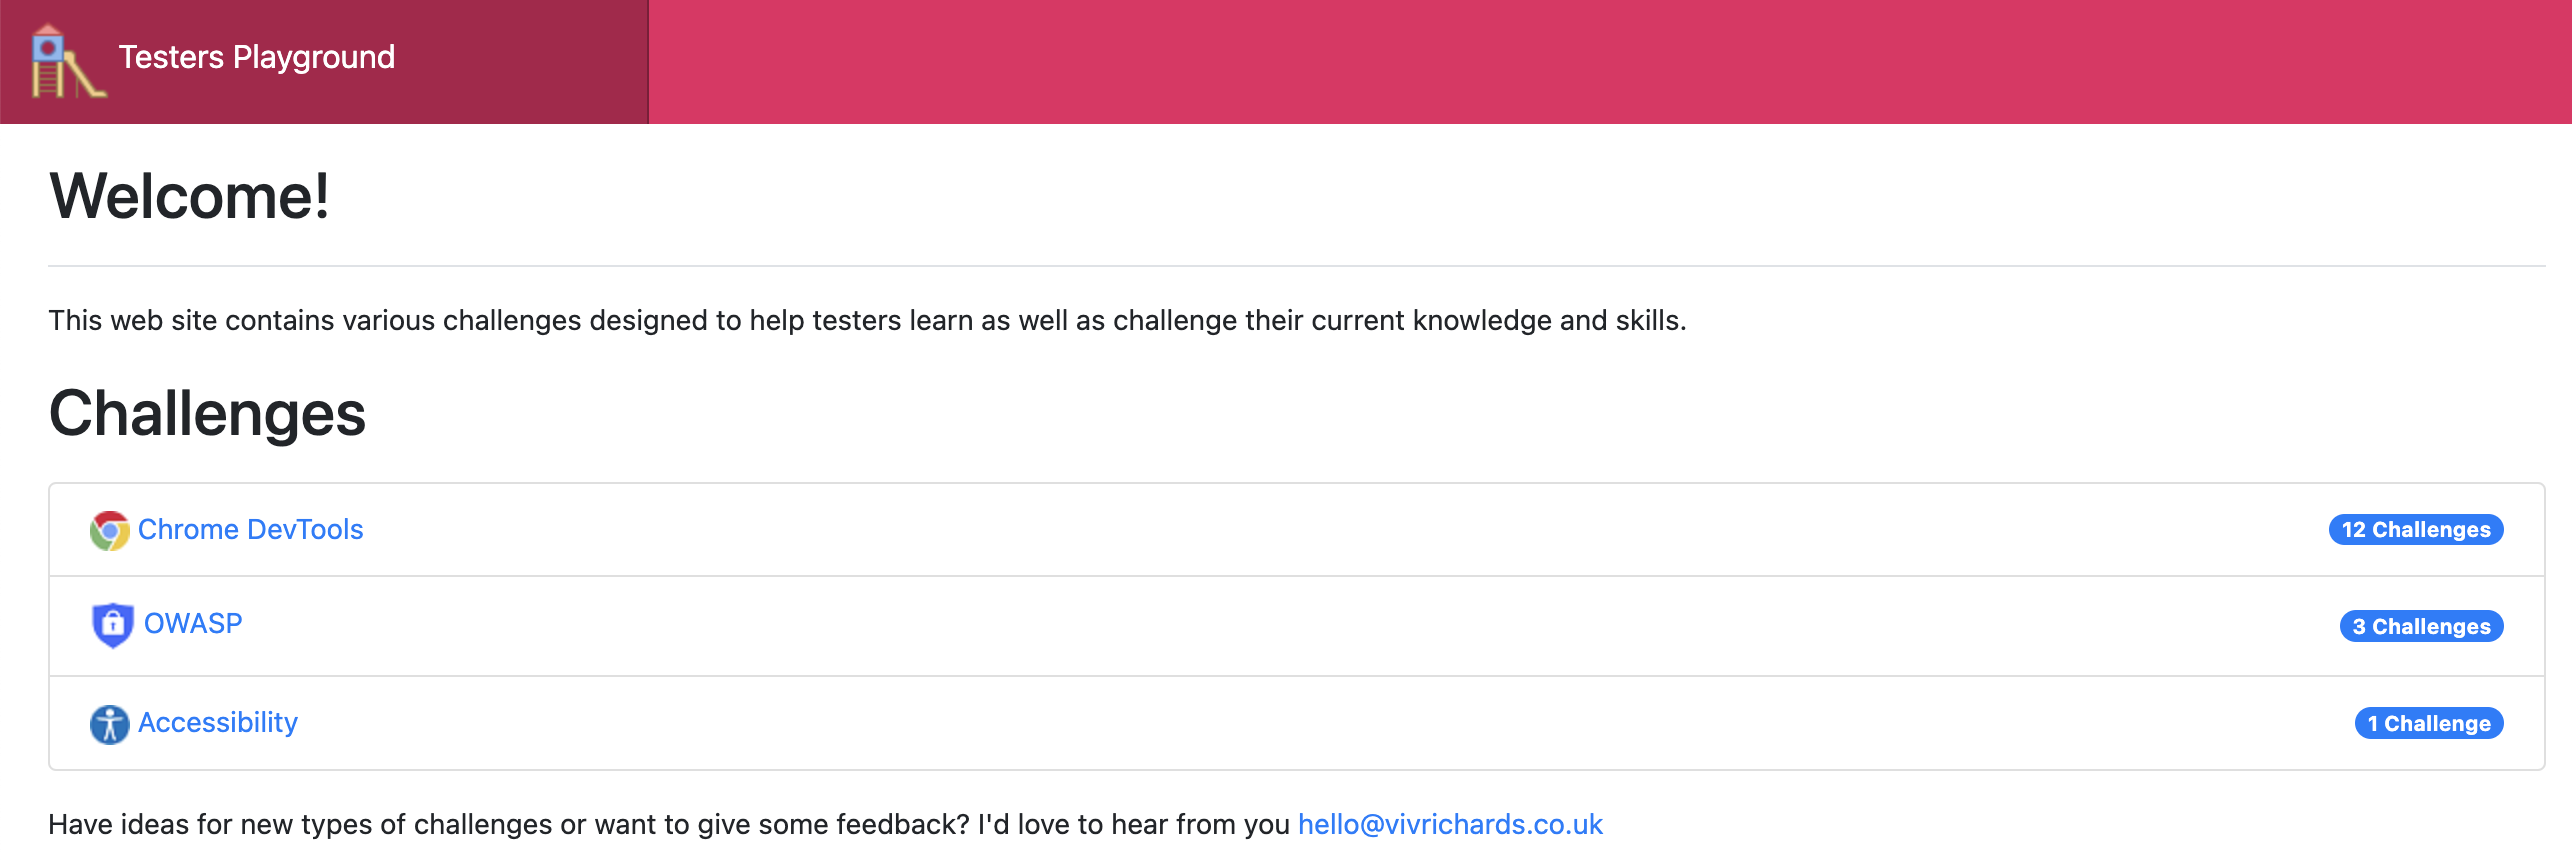 Testers Playground
Welcome!
This web site contains various challenges designed to help testers learn as well as challenge their current knowledge and skills.
Challenges
Chrome DevTools 12 Challenges
OWASP 3 Challenges
Accessibility 1 Challenge
Have ideas for new types of challenges or want to give some feedback? I'd love to hear from you hello@vivrichards.co.uk